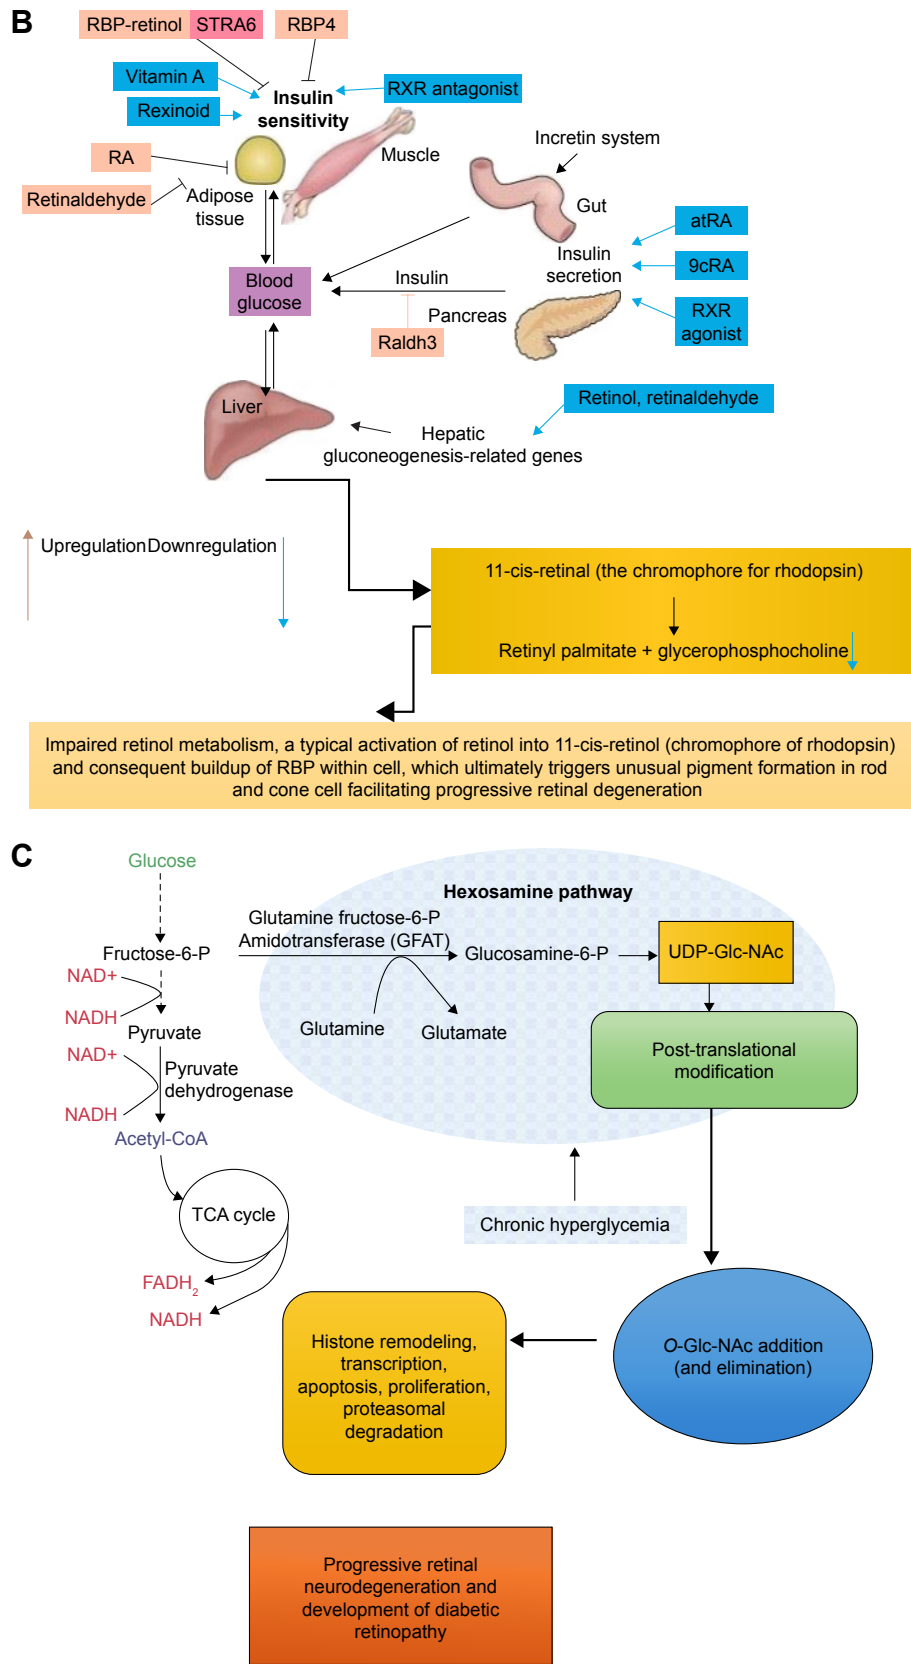 B
RBP-retinol STRA6 RBP4
Vitamin A
RXR antagonist
Insulin
sensitivity
Rexinoid
Muscle
Incretin system
RA
Retinaldehyde
Adipose
tissue
Gut
atRA
Insulin
secretion
9cRA
Blood
glucose
Insulin
Pancreas
RXR
agonist
Raldh3
Liver
Retinol, retinaldehyde
Hepatic
gluconeogenesis-related genes
Upregulation Downregulation
11-cis-retinal (the chromophore for rhodopsin)
Retinyl palmitate + glycerophosphocholine
Impaired retinol metabolism, a typical activation of retinol into 11-cis-retinol (chromophore of rhodopsin)
and consequent buildup of RBP within cell, which ultimately triggers unusual pigment formation in rod
and cone cell facilitating progressive retinal degeneration
C
Glucose
Hexosamine pathway
Glutamine fructose-6-P
Amidotransferase (GFAT)
Fructose-6-P
Glucosamine-6-P
UDP-Glc-NAc
NAD+
NADH
Glutamine
Glutamate
Pyruvate
Post-translational
modification
NAD+
Pyruvate
dehydrogenase
NADH
Acetyl-CoA
TCA cycle
Chronic hyperglycemia
FADH₂
NADH
Histone remodeling,
transcription,
apoptosis, proliferation,
proteasomal
degradation
O-Glc-NAc addition
(and elimination)
Progressive retinal
neurodegeneration and
development of diabetic
retinopathy